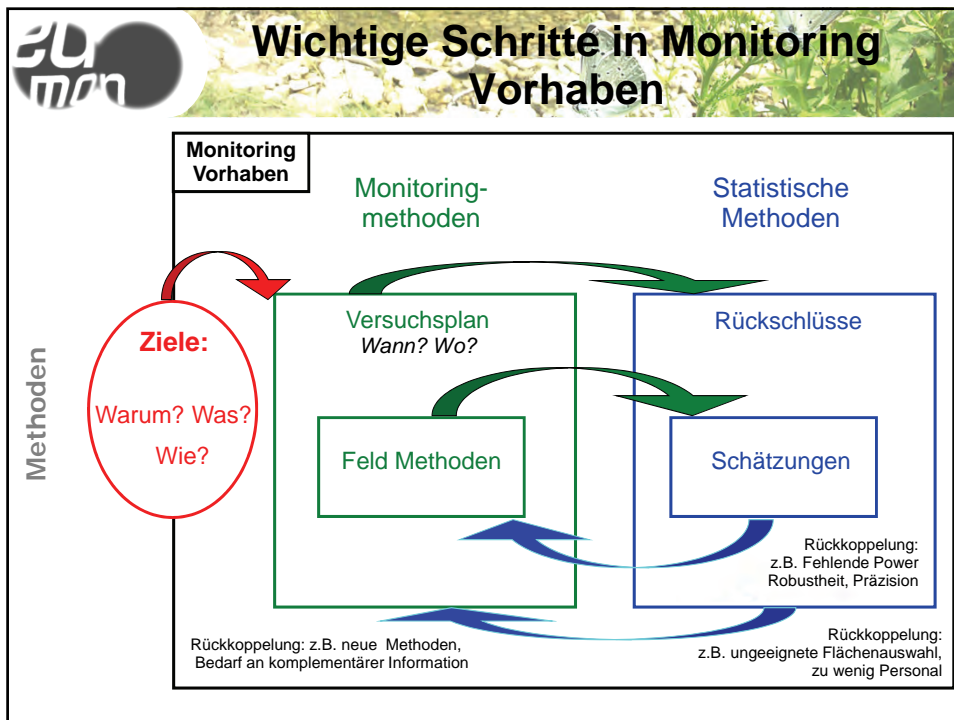 eu
mon
Wichtige Schritte in Monitoring
Vorhaben
Monitoring
Vorhaben
Monitoring-
methoden
Statistische
Methoden
Methoden
Ziele:
Warum? Was?
Wie?
Versuchsplan
Wann? Wo?
Feld Methoden
Rückschlüsse
Schätzungen
Rückkoppelung:
z.B. Fehlende Power
Robustheit, Präzision
Rückkoppelung: z.B. neue Methoden,
Bedarf an komplementärer Information
Rückkoppelung:
z.B. ungeeignete Flächenauswahl,
zu wenig Personal